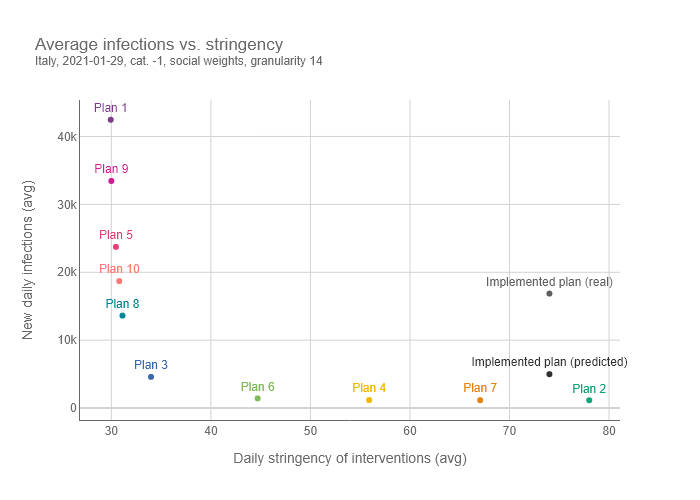 Average infections vs. stringency
Italy, 2021-01-29, cat. -1, social weights, granularity 14
Plan 1
40k
Plan 9
30k
Plan 5
Plan 10
20k
Implemented plan (real)
Plan 8
10k
Implemented plan (predicted)
Plan 3
Plan 6
Plan 4
Plan 7
Plan 2
0
30
40
50
60
70
80
New daily infections (avg)
Daily stringency of interventions (avg)